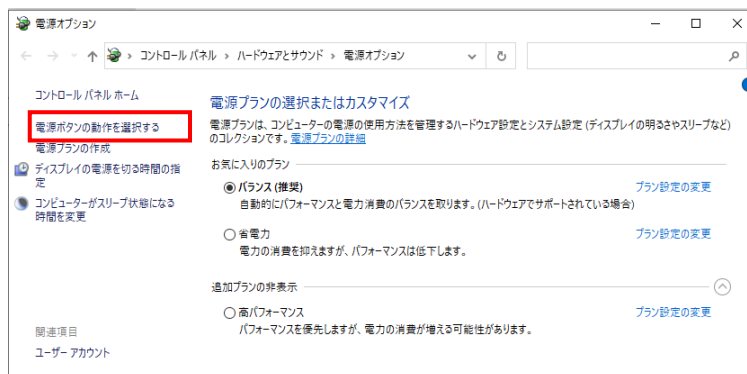 電源オプション
コントロール パネル › ハードウェアとサウンド › 電源オプション
コントロール パネル ホーム
電源ボタンの動作を選択する
電源プランの作成
ディスプレイの電源を切る時間の指
定
コンピューターがスリープ状態になる
時間を変更
関連項目
ユーザー アカウント
電源プランの選択またはカスタマイズ
電源プランは、コンピューターの電源の使用方法を管理するハードウェア設定とシステム設定 (ディスプレイの明るさやスリープなど)
のコレクションです。電源プランの詳細
お気に入りのプラン
バランス (推奨) プラン設定の変更
自動的にパフォーマンスと電力消費のバランスを取ります。(ハードウェアでサポートされている場合)
省電力 プラン設定の変更
電力の消費を抑えますが、パフォーマンスは低下します。
追加プランの非表示
高パフォーマンス プラン設定の変更
パフォーマンスを優先しますが、電力の消費が増える可能性があります。